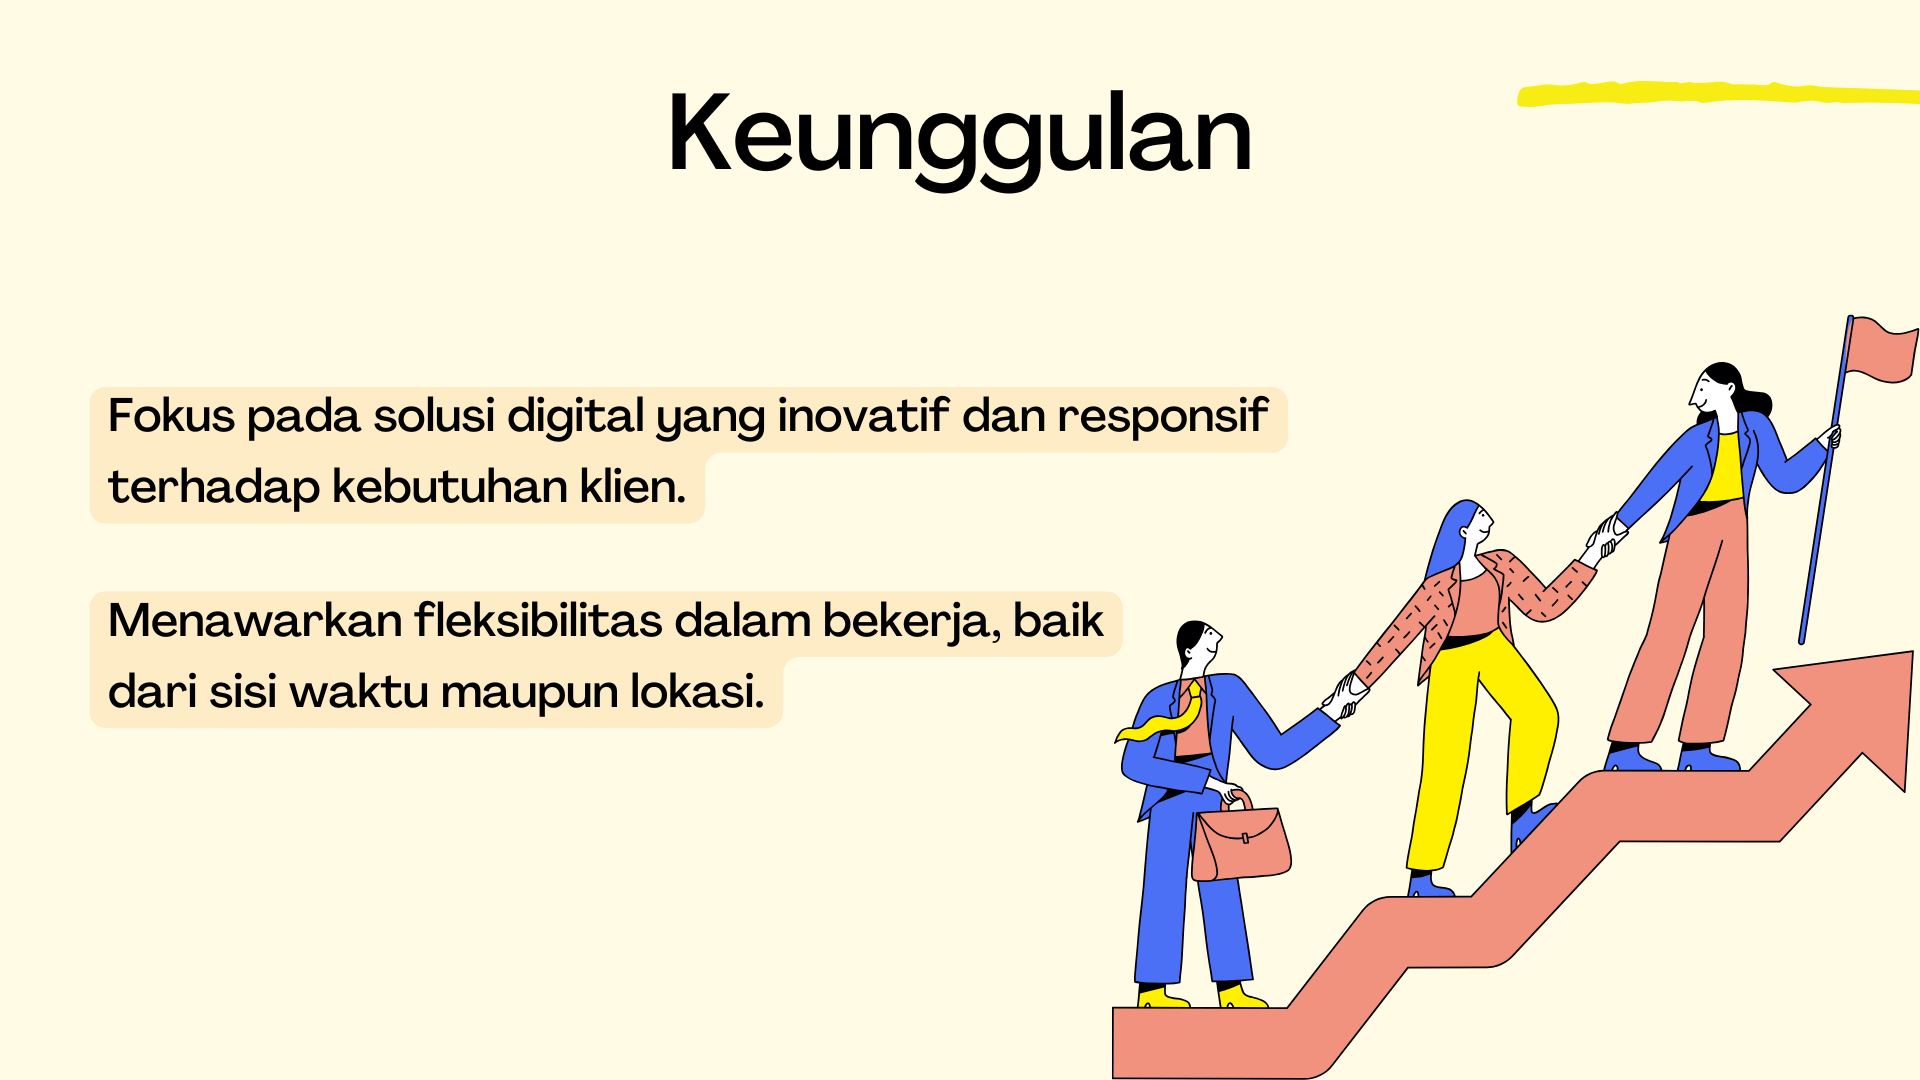 Keunggulan
Fokus pada solusi digital yang inovatif dan responsif
terhadap kebutuhan klien.
Menawarkan fleksibilitas dalam bekerja, baik
dari sisi waktu maupun lokasi.